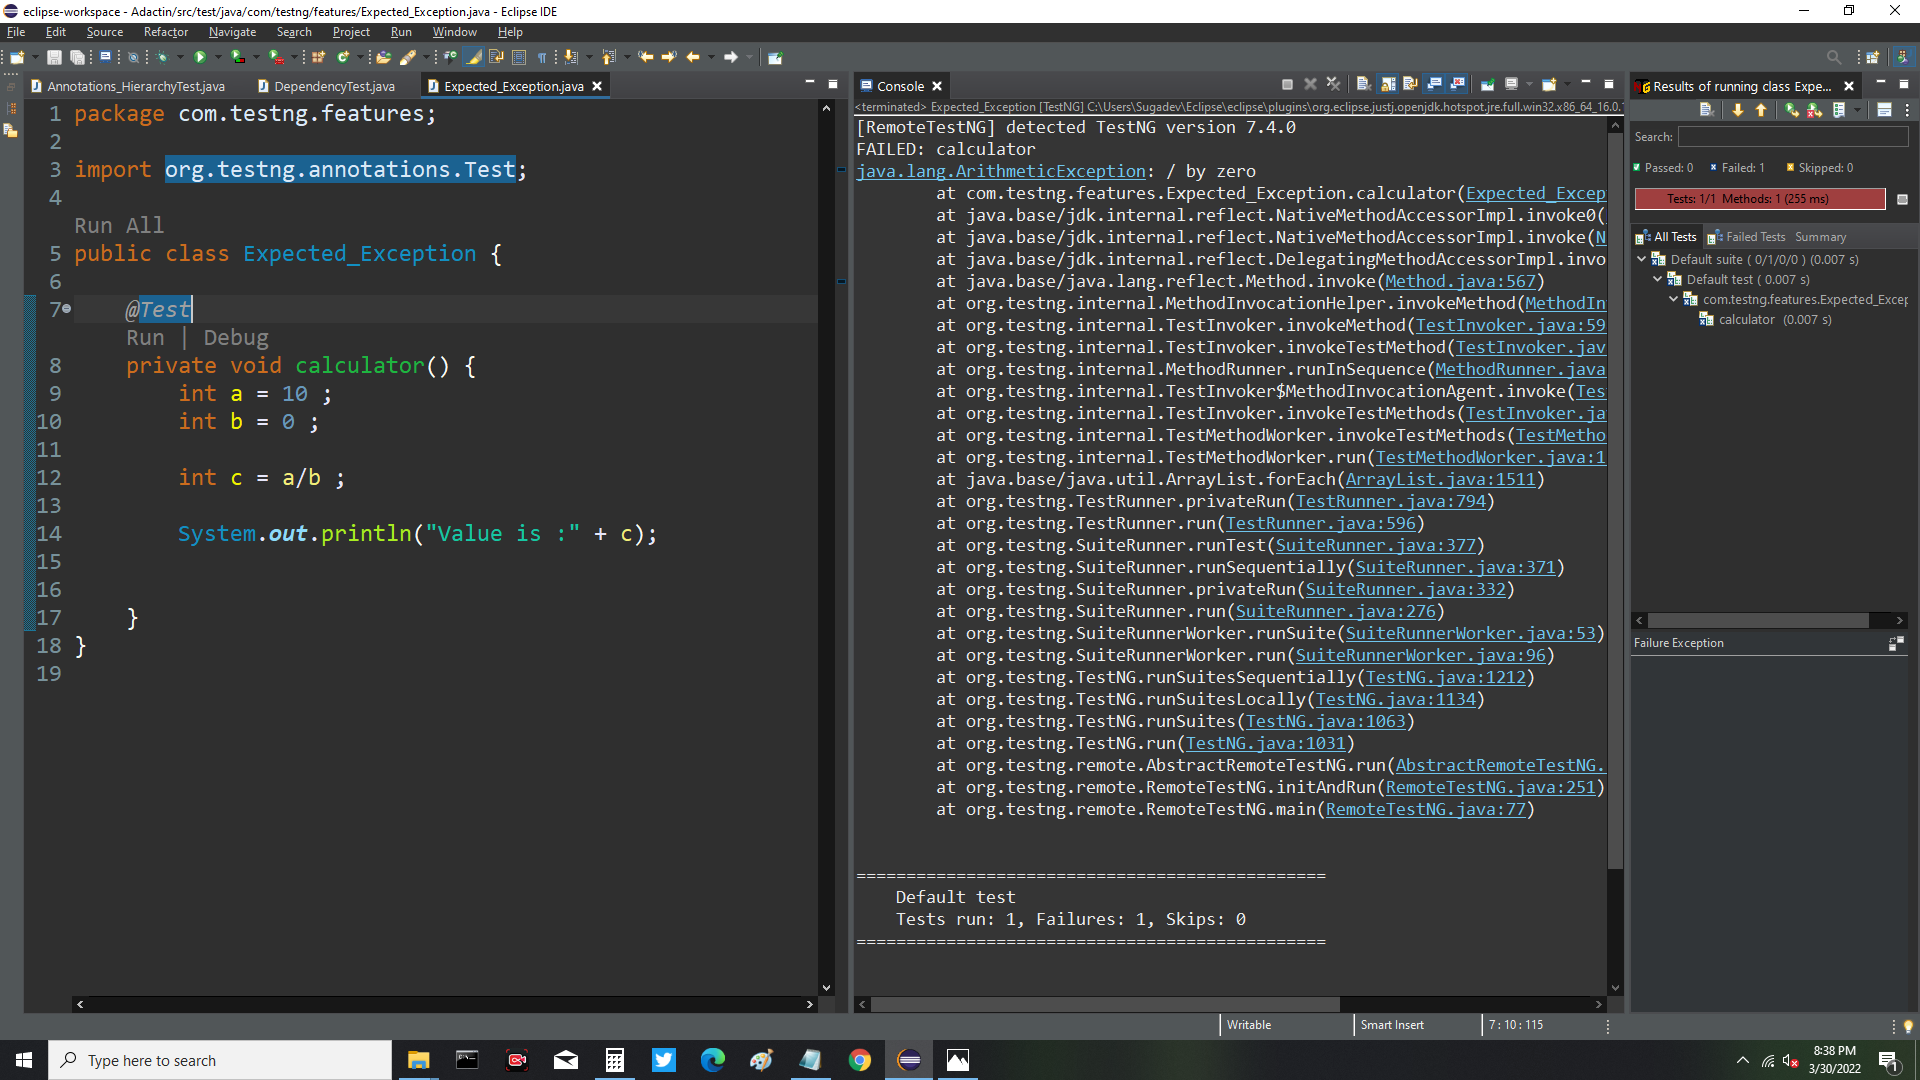 eclipse-workspace - Adactin/src/test/java/com/testng/features/Expected_Exception.java - Eclipse IDE
File Edit Source Refactor Navigate Search Project Run Window Help
Annotations_HierarchyTest.java DependencyTest.java Expected_Exception.java
1 package com.testng.features;
2
3 import org.testng.annotations.Test;
4
Run All
5 public class Expected_Exception {
6
7 @Test
Run | Debug
8 private void calculator() {
9 int a = 10 ;
10 int b = 0 ;
11
12 int c = a/b ;
13
14 System.out.println("Value is :" + c);
15
16
17 }
18 }
19
Console
<terminated> Expected_Exception [TestNG] C:\Users\Sugadev\Eclipse\eclipse\plugins\org.eclipse.justj.openjdk.hotspot.jre.full.win32.x86_64_16.0.
[RemoteTestNG] detected TestNG version 7.4.0
FAILED: calculator
java.lang.ArithmeticException: / by zero
at com.testng.features.Expected_Exception.calculator(Expected_Excep
at java.base/jdk.internal.reflect.NativeMethodAccessorImpl.invoke0(
at java.base/jdk.internal.reflect.NativeMethodAccessorImpl.invoke(N
at java.base/jdk.internal.reflect.DelegatingMethodAccessorImpl.invo
at java.base/java.lang.reflect.Method.invoke(Method.java:567)
at org.testng.internal.MethodInvocationHelper.invokeMethod(MethodIn
at org.testng.internal.TestInvoker.invokeMethod(TestInvoker.java:59
at org.testng.internal.TestInvoker.invokeTestMethod(TestInvoker.jav
at org.testng.internal.MethodRunner.runInSequence(MethodRunner.java
at org.testng.internal.TestInvoker$MethodInvocationAgent.invoke(Tes
at org.testng.internal.TestInvoker.invokeTestMethods(TestInvoker.ja
at org.testng.internal.TestMethodWorker.invokeTestMethods(TestMetho
at org.testng.internal.TestMethodWorker.run(TestMethodWorker.java:1
at java.base/java.util.ArrayList.forEach(ArrayList.java:1511)
at org.testng.TestRunner.privateRun(TestRunner.java:794)
at org.testng.TestRunner.run(TestRunner.java:596)
at org.testng.SuiteRunner.runTest(SuiteRunner.java:377)
at org.testng.SuiteRunner.runSequentially(SuiteRunner.java:371)
at org.testng.SuiteRunner.privateRun(SuiteRunner.java:332)
at org.testng.SuiteRunner.run(SuiteRunner.java:276)
at org.testng.SuiteRunnerWorker.runSuite(SuiteRunnerWorker.java:53)
at org.testng.SuiteRunnerWorker.run(SuiteRunnerWorker.java:96)
at org.testng.TestNG.runSuitesSequentially(TestNG.java:1212)
at org.testng.TestNG.runSuitesLocally(TestNG.java:1134)
at org.testng.TestNG.runSuites(TestNG.java:1063)
at org.testng.TestNG.run(TestNG.java:1031)
at org.testng.remote.AbstractRemoteTestNG.run(AbstractRemoteTestNG.
at org.testng.remote.RemoteTestNG.initAndRun(RemoteTestNG.java:251)
at org.testng.remote.RemoteTestNG.main(RemoteTestNG.java:77)
===============================================
Default test
Tests run: 1, Failures: 1, Skips: 0
===============================================
Results of running class Expe...
Search:
Passed: 0 Failed: 1 Skipped: 0
Tests: 1/1 Methods: 1 (255 ms)
All Tests Failed Tests Summary
Default suite ( 0/1/0/0 ) (0.007 s)
Default test ( 0.007 s)
com.testng.features.Expected_Excep
calculator (0.007 s)
Failure Exception
Writable Smart Insert 7 : 10 : 115
Type here to search
8:38 PM
3/30/2022
1